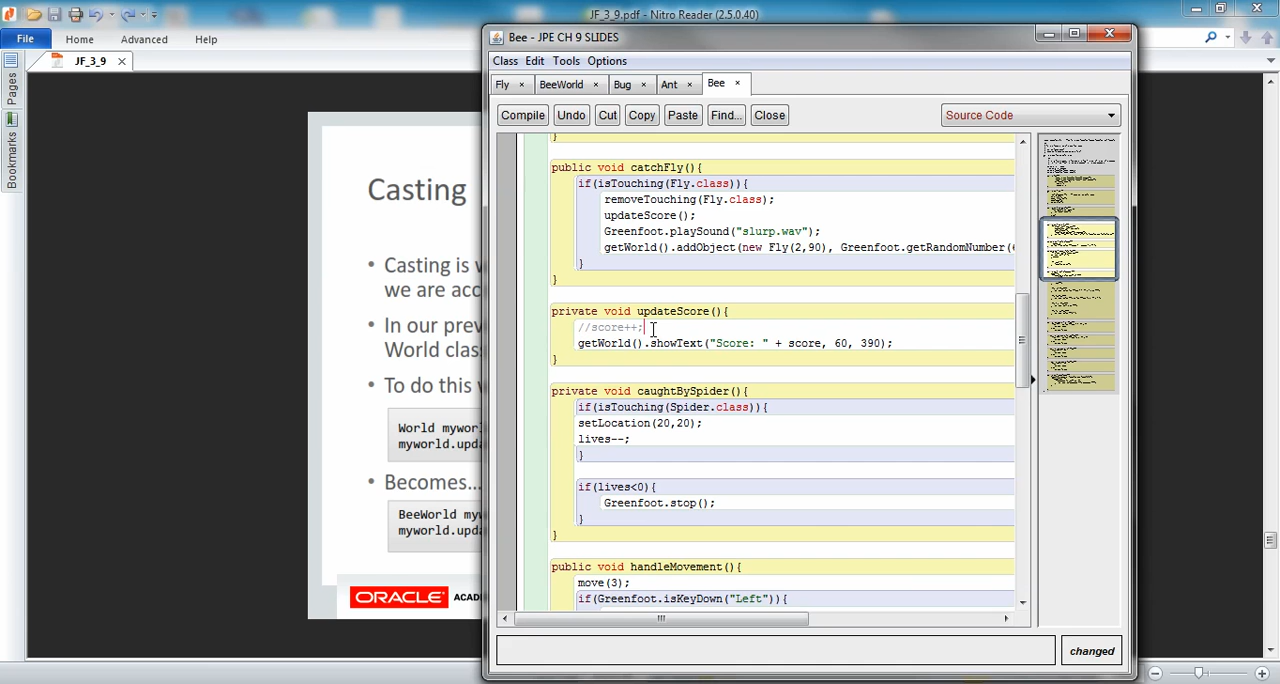 JF_3_9.pdf - Nitro Reader (2.5.0.40)
File Home Advanced Help
JF_3_9
Pages
Bookmarks
Casting
• Casting is w
we are acc
• In our prev
World class
• To do this w
World myworl
myworld.upda
• Becomes...
BeeWorld myw
myworld.upda
ORACLE ACAD
Bee - JPE CH 9 SLIDES
Class Edit Tools Options
Fly BeeWorld Bug Ant Bee
Compile Undo Cut Copy Paste Find... Close Source Code
}
public void catchFly(){
if(isTouching(Fly.class)){
removeTouching(Fly.class);
updateScore();
Greenfoot.playSound("slurp.wav");
getWorld().addObject(new Fly(2,90), Greenfoot.getRandomNumber(
}
}
private void updateScore(){
//score++;
getWorld().showText("Score: " + score, 60, 390);
}
private void caughtBySpider(){
if(isTouching(Spider.class)){
setLocation(20,20);
lives--;
}
if(lives<0){
Greenfoot.stop();
}
}
public void handleMovement(){
move(3);
if(Greenfoot.isKeyDown("Left")){
changed